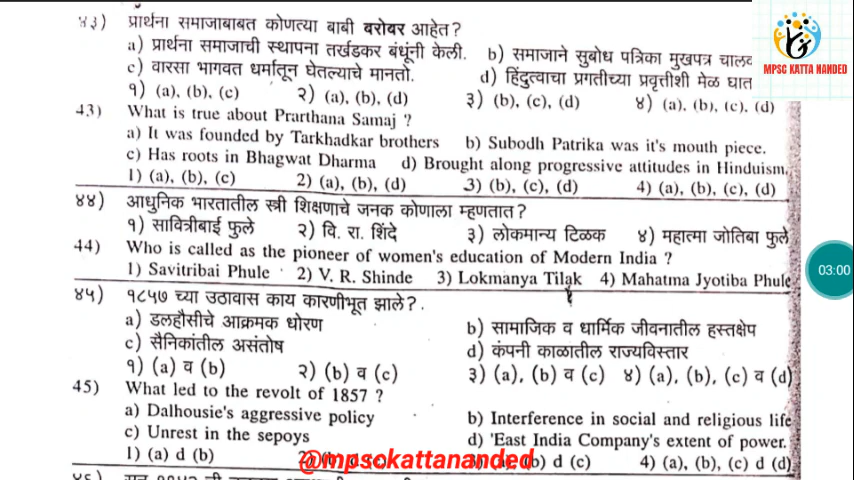 ४३) प्रार्थना समाजाबाबत कोणत्या बाबी बरोबर आहेत?
a) प्रार्थना समाजाची स्थापना तर्खडकर बंधूंनी केली. b) समाजाने सुबोध पत्रिका मुखपत्र
c) वारसा भागवत धर्मातून घेतल्याचे मानतो. d) हिंदुत्वाचा प्रगतीच्या प्रवृत्तीशी मेळ
१) (a), (b), (c) २) (a), (b), (d) ३) (b), (c), (d) ४) (a), (b), (c), (d)
43) What is true about Prarthana Samaj ?
a) It was founded by Tarkhadkar brothers b) Subodh Patrika was it's mouth piece.
c) Has roots in Bhagwat Dharma d) Brought along progressive attitudes in Hinduism.
1) (a), (b), (c) 2) (a), (b), (d) 3) (b), (c), (d) 4) (a), (b), (c), (d)
४४) आधुनिक भारतातील स्त्री शिक्षणाचे जनक कोणाला म्हणतात?
१) सावित्रीबाई फुले २) वि. रा. शिंदे ३) लोकमान्य टिळक ४) महात्मा जोतिबा फुले
44) Who is called as the pioneer of women's education of Modern India ?
1) Savitribai Phule 2) V. R. Shinde 3) Lokmanya Tilak 4) Mahatma Jyotiba Phule
४५) १८५७ च्या उठावास काय कारणीभूत झाले?.
a) डलहौसीचे आक्रमक धोरण b) सामाजिक व धार्मिक जीवनातील हस्तक्षेप
c) सैनिकांतील असंतोष d) कंपनी काळातील राज्यविस्तार
१) (a) व (b) २) (b) व (c) ३) (a), (b) व (c) ४) (a), (b), (c) व (d)
45) What led to the revolt of 1857 ?
a) Dalhousie's aggressive policy b) Interference in social and religious life
c) Unrest in the sepoys d) 'East India Company's extent of power.
1) (a) d (b) 2) b) d (c) 4) (a), (b), (c) d (d)
@mpsckattananded
MPSC KATTA NANDED
03:00